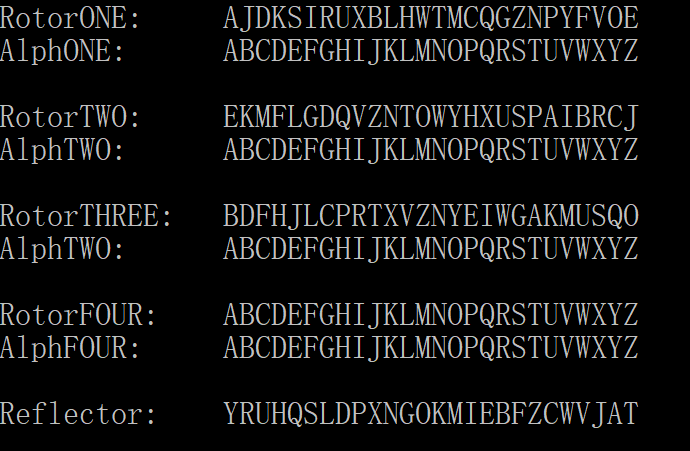 RotorONE: AJDKSIRUXBLHWTMCQGZNPYFVOE
AlphONE: ABCDEFGHIJKLMNOPQRSTUVWXYZ
RotorTWO: EKMFLGDQVZNTOWYHXUSPAIBRCJ
AlphTWO: ABCDEFGHIJKLMNOPQRSTUVWXYZ
RotorTHREE: BDFHJLCPRTXVZNYEIWGAKMUSQO
AlphTWO: ABCDEFGHIJKLMNOPQRSTUVWXYZ
RotorFOUR: ABCDEFGHIJKLMNOPQRSTUVWXYZ
AlphFOUR: ABCDEFGHIJKLMNOPQRSTUVWXYZ
Reflector: YRUHQSLDPXNGOKMIEBFZCWVJAT